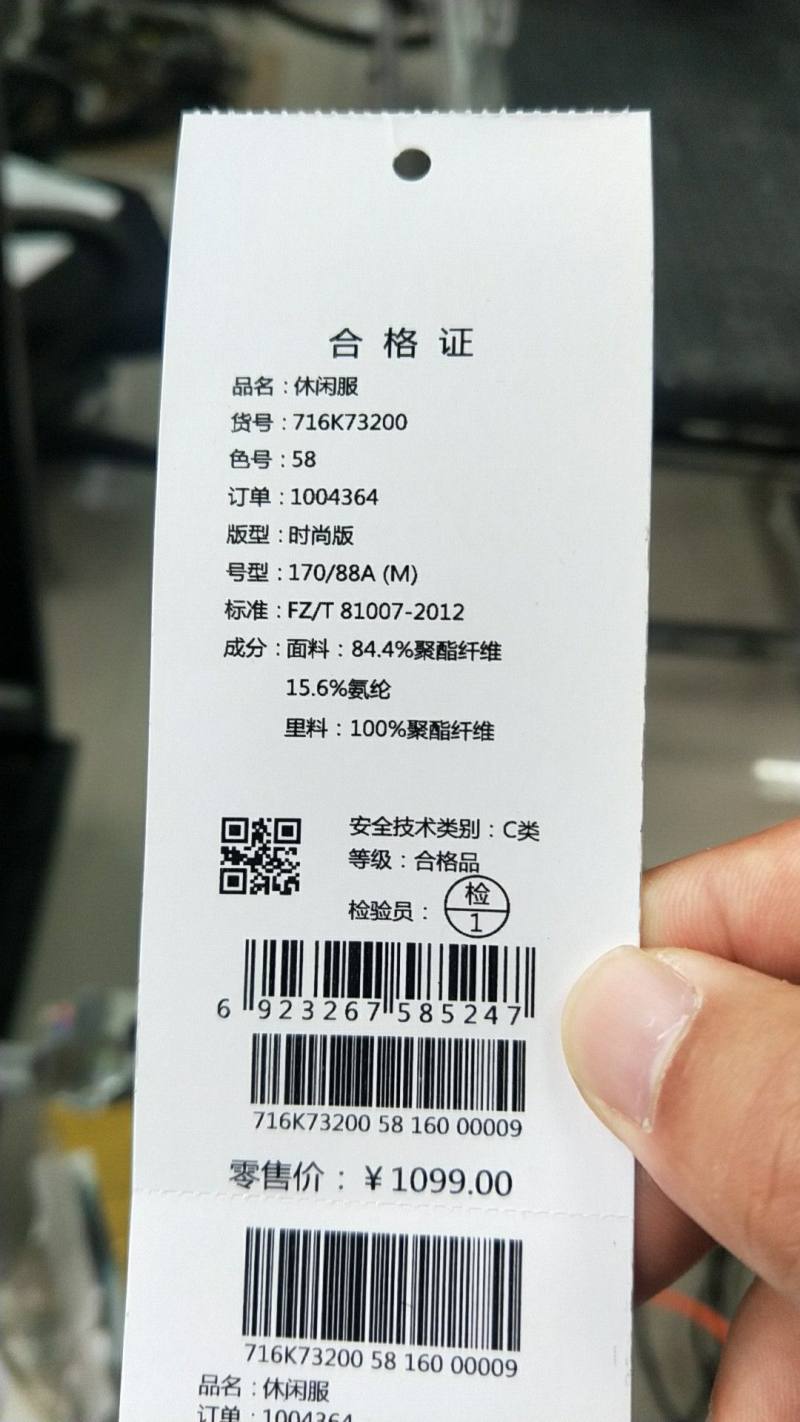 合格证
品名：休闲服
货号：716K73200
色号：58
订单：1004364
版型：时尚版
号型：170/88A (M)
标准：FZ/T 81007-2012
成分：面料：84.4%聚酯纤维
15.6%氨纶
里料：100%聚酯纤维
安全技术类别：C类
等级：合格品
检验员：检 1
6 923267 585247
716K73200 58 160 00009
零售价：￥1099.00
716K73200 58 160 00009
品名：休闲服
订单：1004364